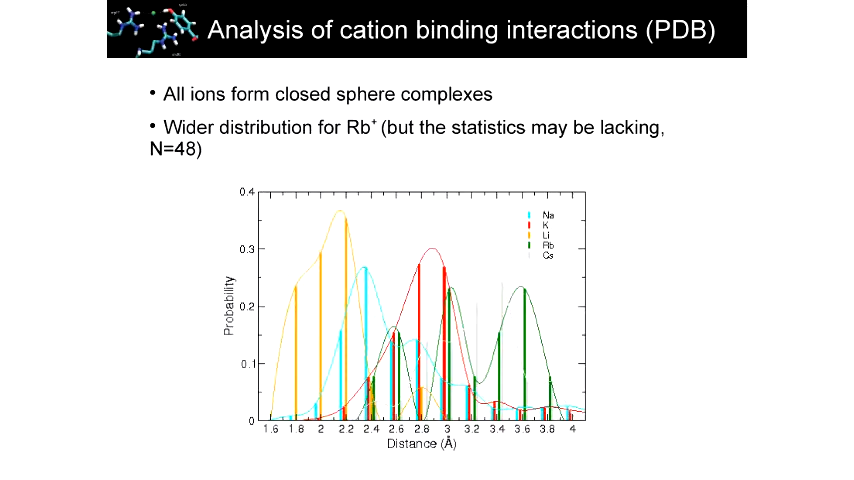 Analysis of cation binding interactions (PDB)
• All ions form closed sphere complexes
• Wider distribution for Rb⁺ (but the statistics may be lacking,
N=48)
0.4
0.3
0.2
0.1
0
Probability
Na
K
Li
Rb
Cs
1.6 1.8 2 2.2 2.4 2.6 2.8 3 3.2 3.4 3.6 3.8 4
Distance (Å)